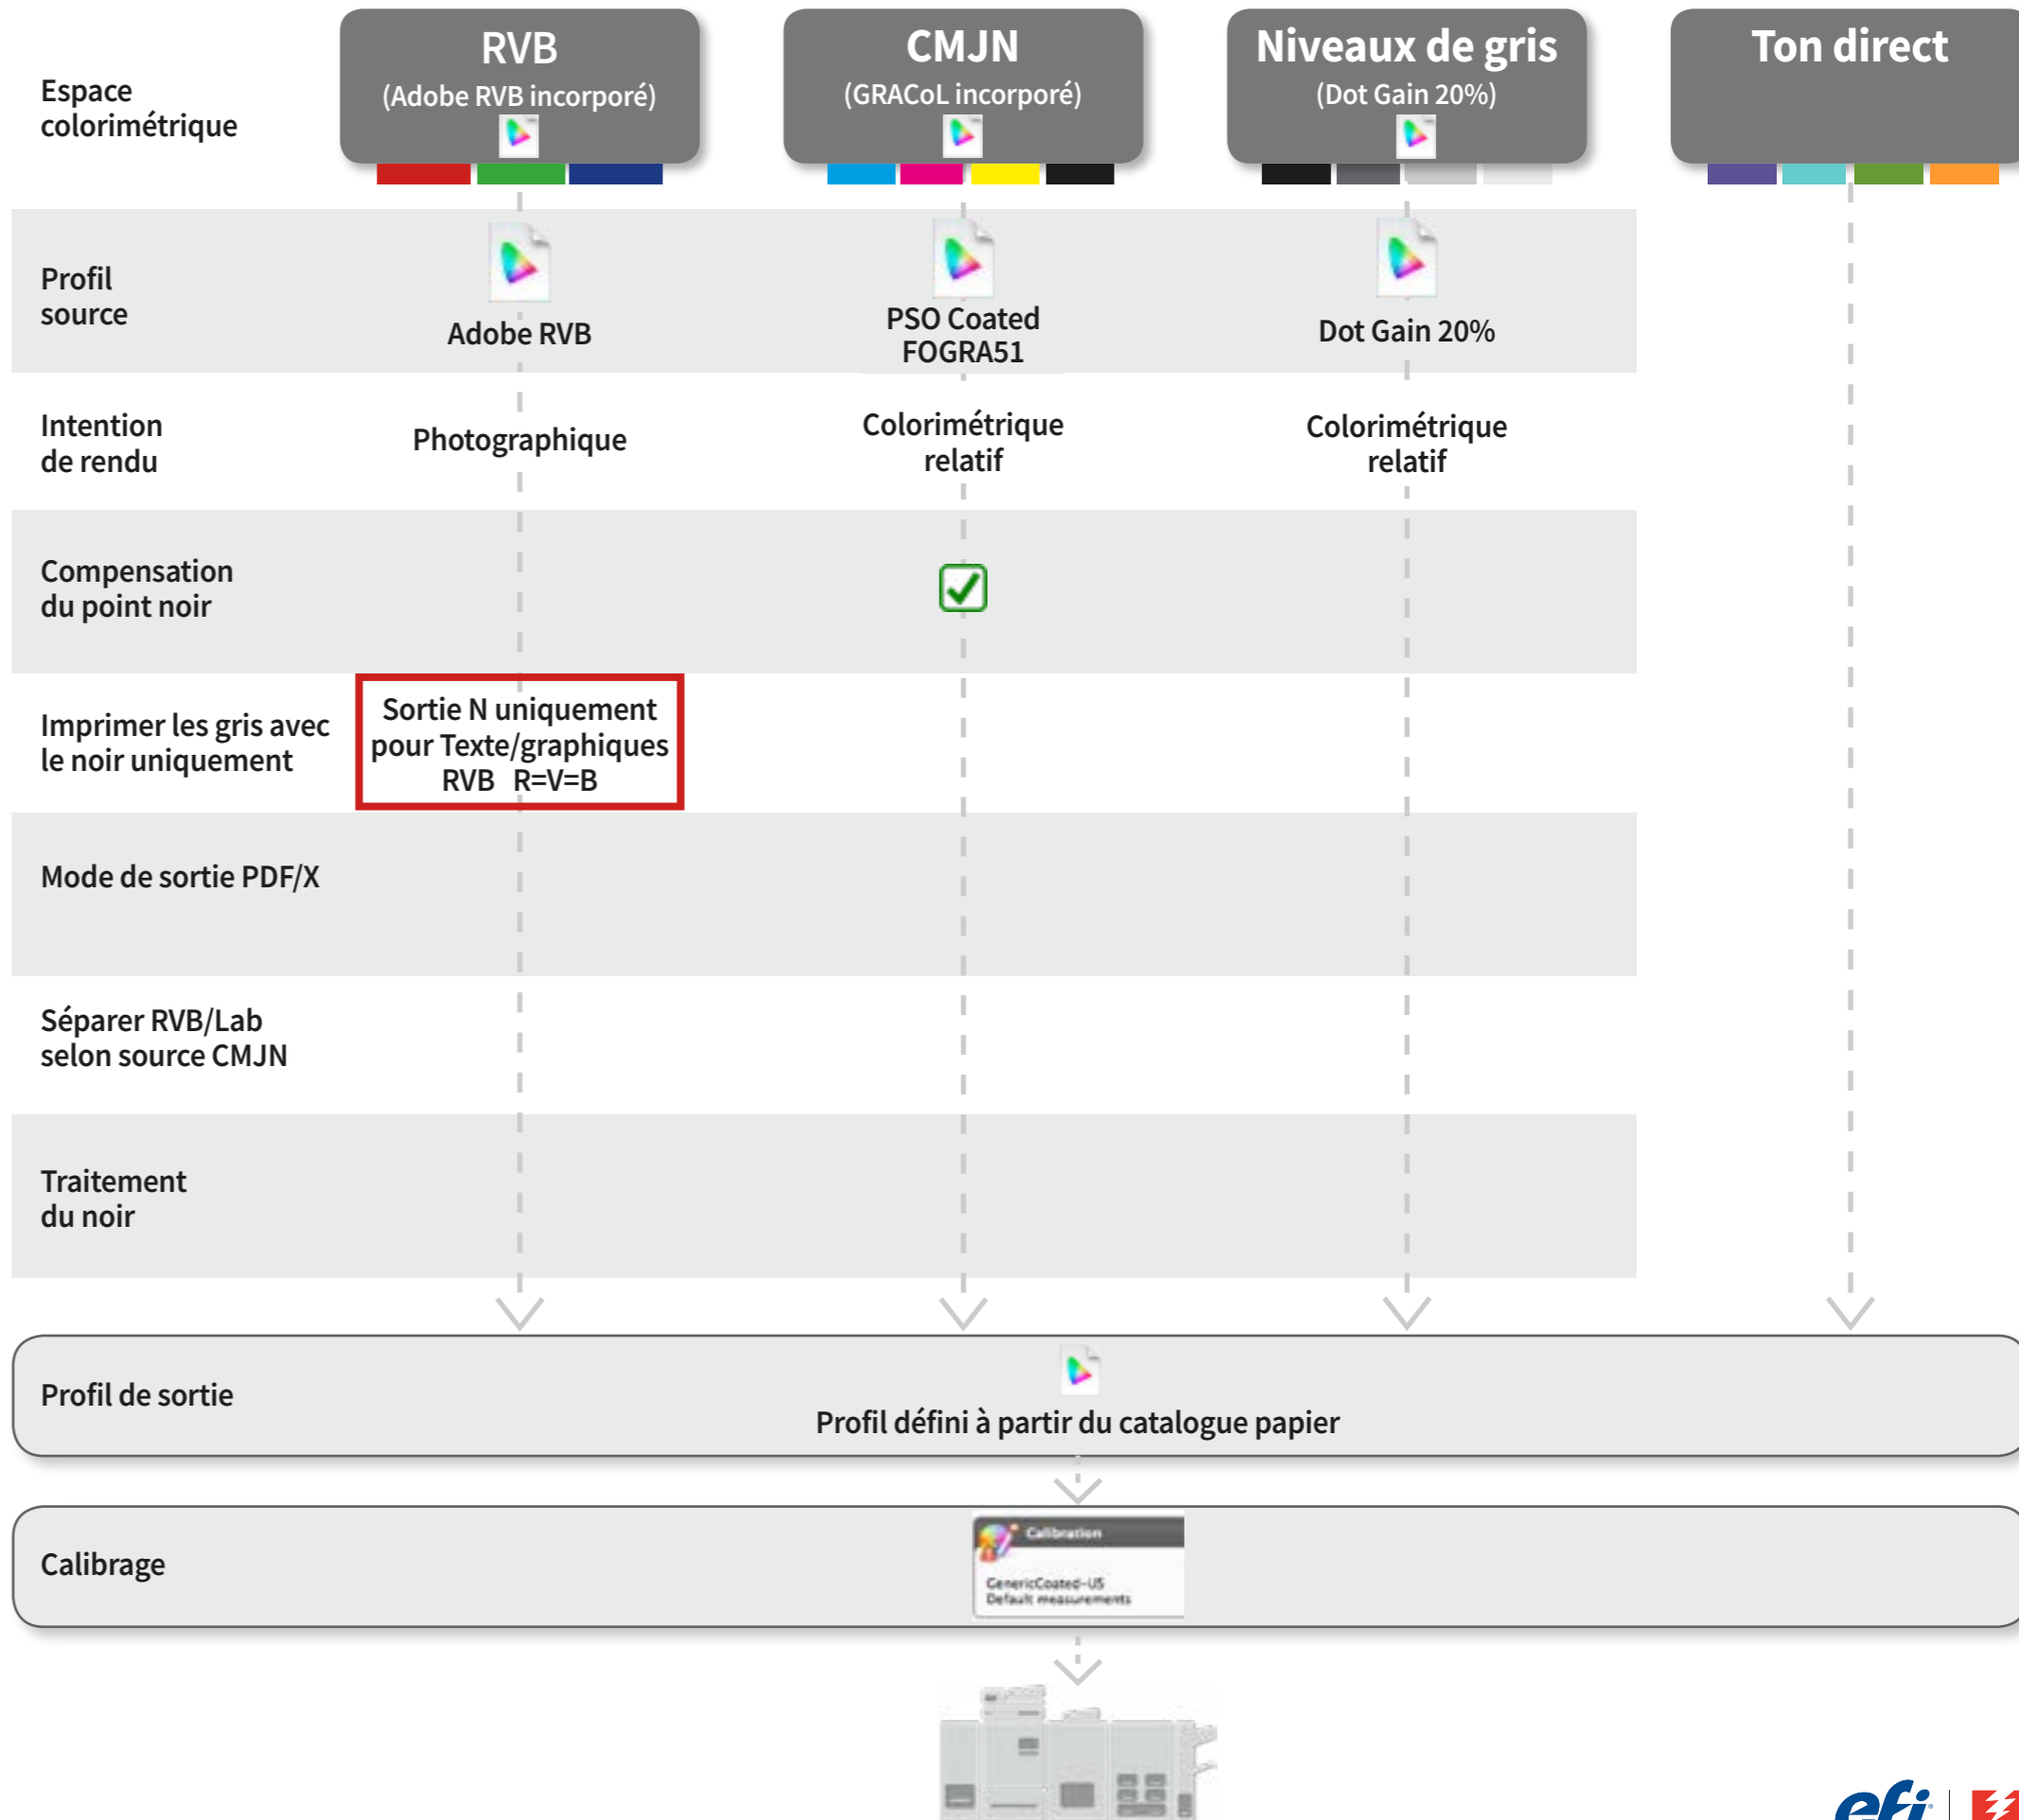 Espace
colorimétrique
RVB
(Adobe RVB incorporé)
CMJN
(GRACoL incorporé)
Niveaux de gris
(Dot Gain 20%)
Ton direct
Profil
source
Adobe RVB
PSO Coated
FOGRA51
Dot Gain 20%
Intention
de rendu
Photographique
Colorimétrique
relatif
Colorimétrique
relatif
Compensation
du point noir
Imprimer les gris avec
le noir uniquement
Sortie N uniquement
pour Texte/graphiques
RVB R=V=B
Mode de sortie PDF/X
Séparer RVB/Lab
selon source CMJN
Traitement
du noir
Profil de sortie
Profil défini à partir du catalogue papier
Calibrage
Calibration
GenericCoated-US
Default measurements
efi